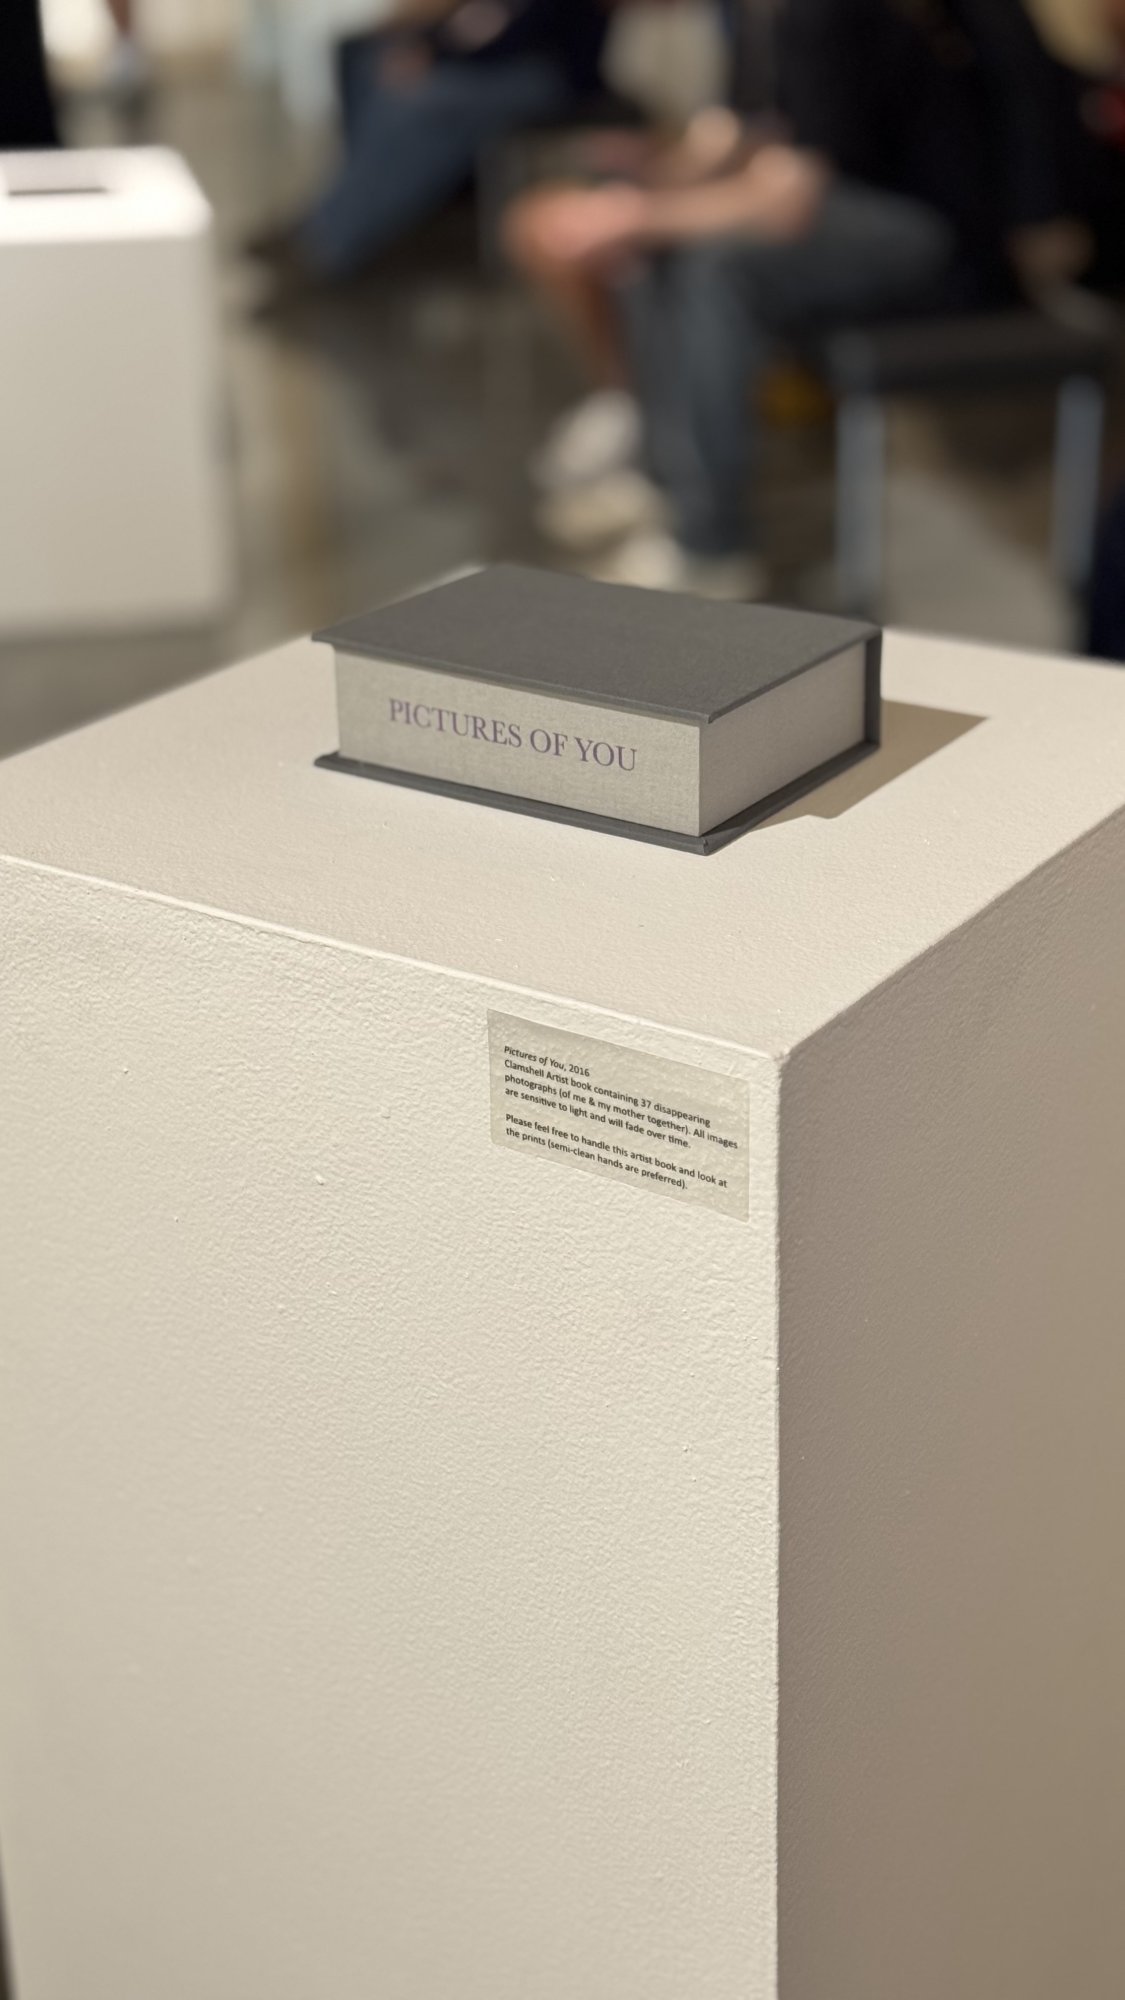 PICTURES OF YOU
Pictures of You, 2016
Clamshell Artist book containing 37 disappearing
photographs (of me & my mother together). All images
are sensitive to light and will fade over time.
Please feel free to handle this artist book and look at
the prints (semi-clean hands are preferred).